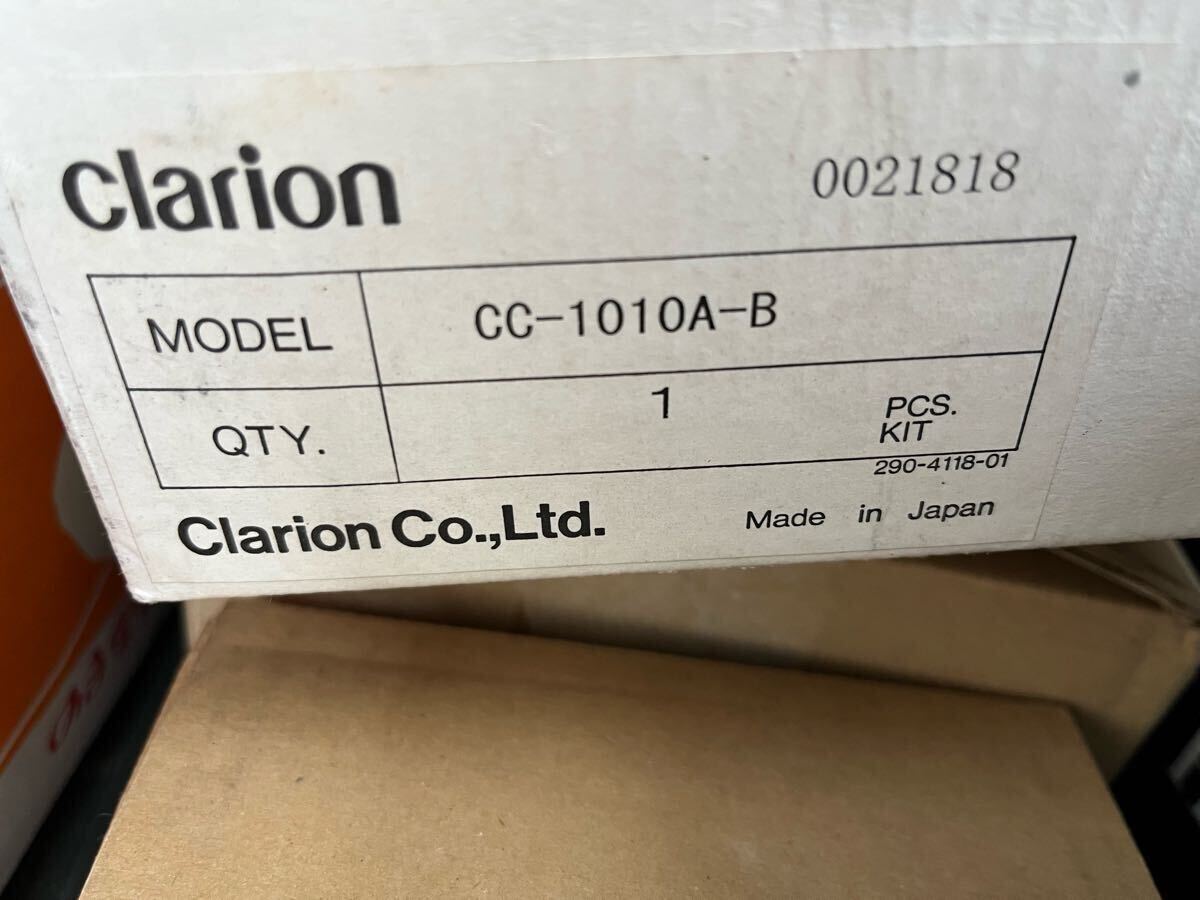 Clarion
0021818
MODEL CC-1010A-B
QTY. 1 PCS.
KIT
290-4118-01
Clarion Co.,Ltd. Made in Japan